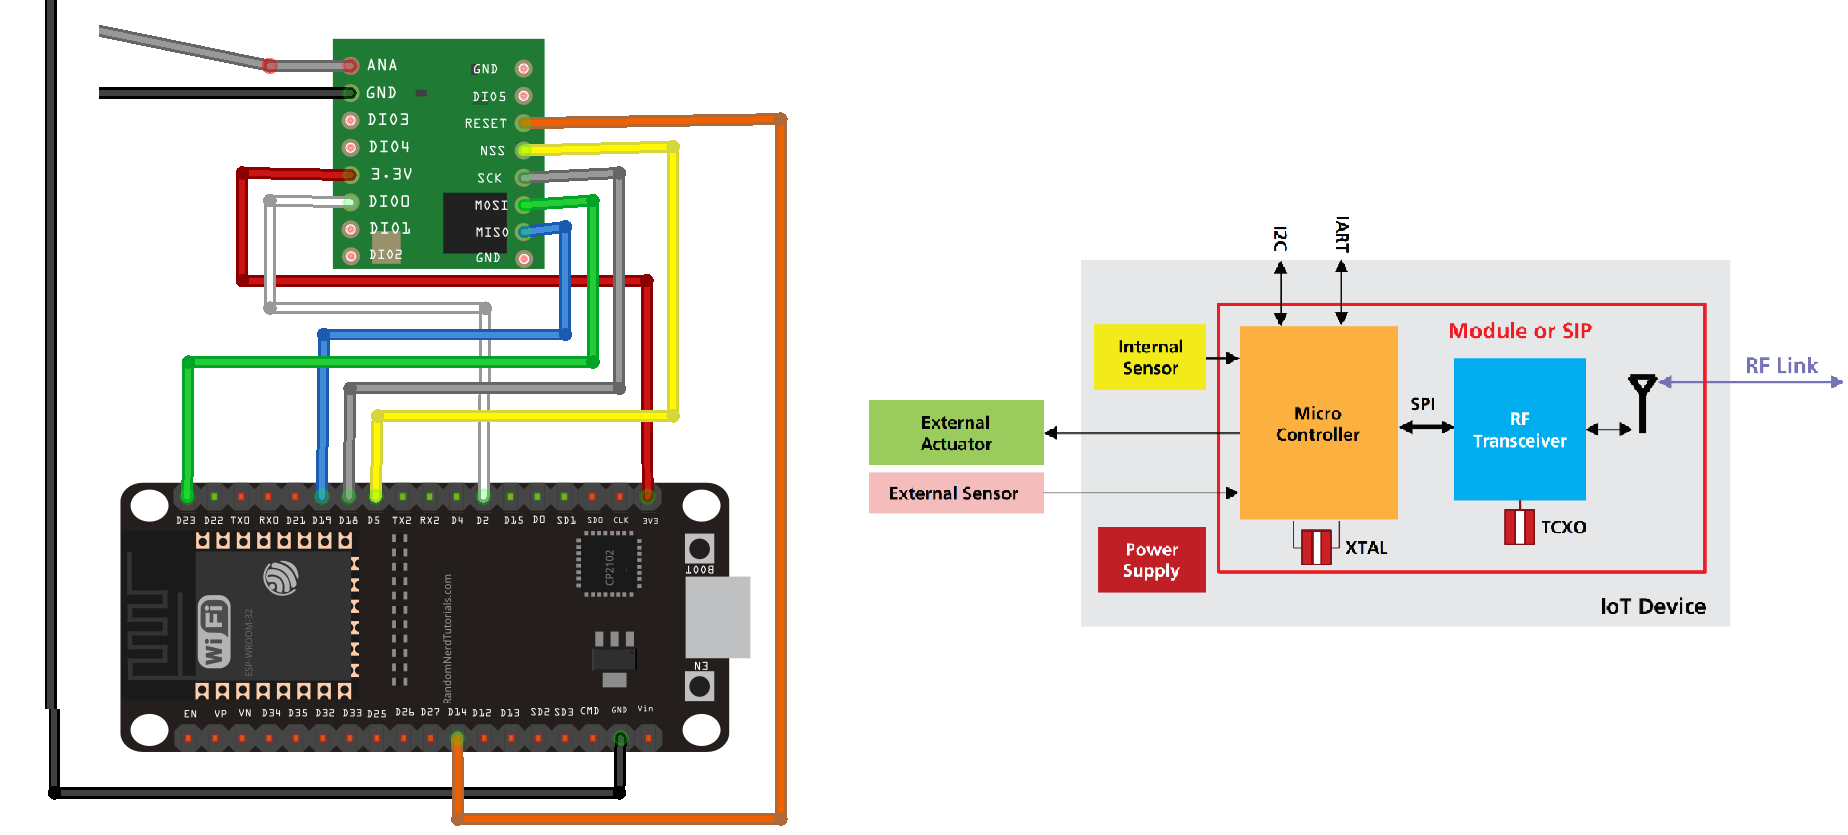 ANA
GND
DIO3
DIO4
3.3V
DIO0
DIO1
DIO2
GND
DIO5
RESET
NSS
SCK
MOSI
MISO
GND
D23 D22 TX0 RX0 D21 D19 D18 D5 TX2 RX2 D4 D2 D15 D0 SD1 SD0 CLK 3V3
WiFi
ESP-WROOM-32
RandomNerdTutorials.com
CP2102
BOOT
EN
EN VP VN D34 D35 D32 D33 D25 D26 D27 D14 D12 D13 SD2 SD3 CMD GND Vin
I2C
IART
Module or SIP
Internal
Sensor
RF Link
SPI
External
Actuator
Micro
Controller
RF
Transceiver
External Sensor
TCXO
XTAL
Power
Supply
IoT Device